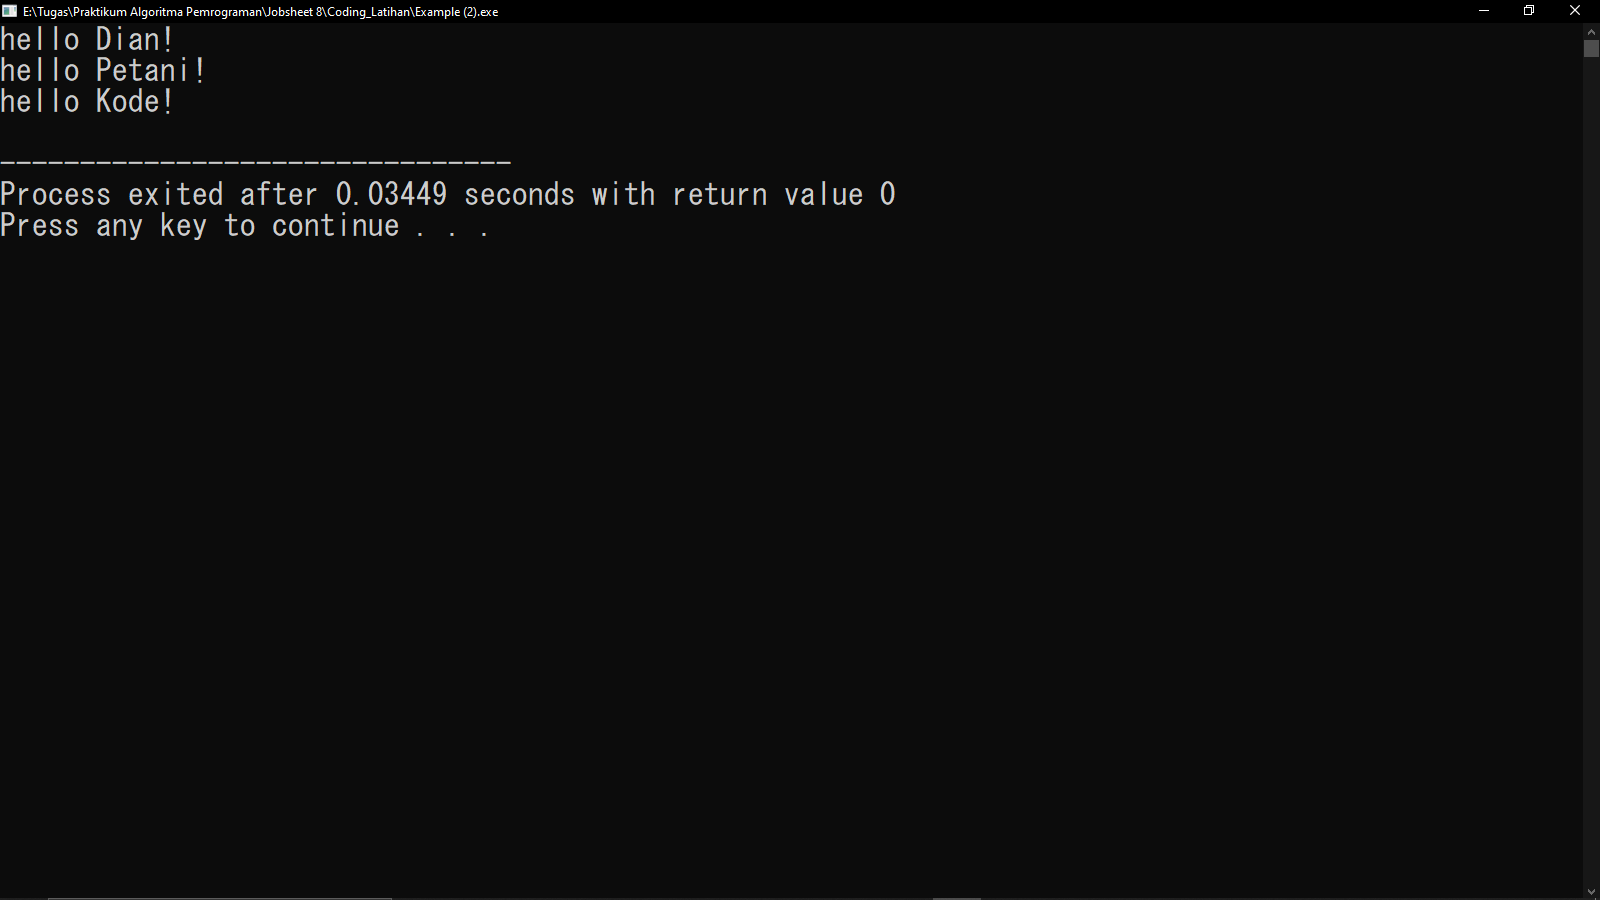 E:\Tugas\Praktikum Algoritma Pemrograman\Jobsheet 8\Coding_Latihan\Example (2).exe
hello Dian!
hello Petani!
hello Kode!
--------------------------------
Process exited after 0.03449 seconds with return value 0
Press any key to continue . . .